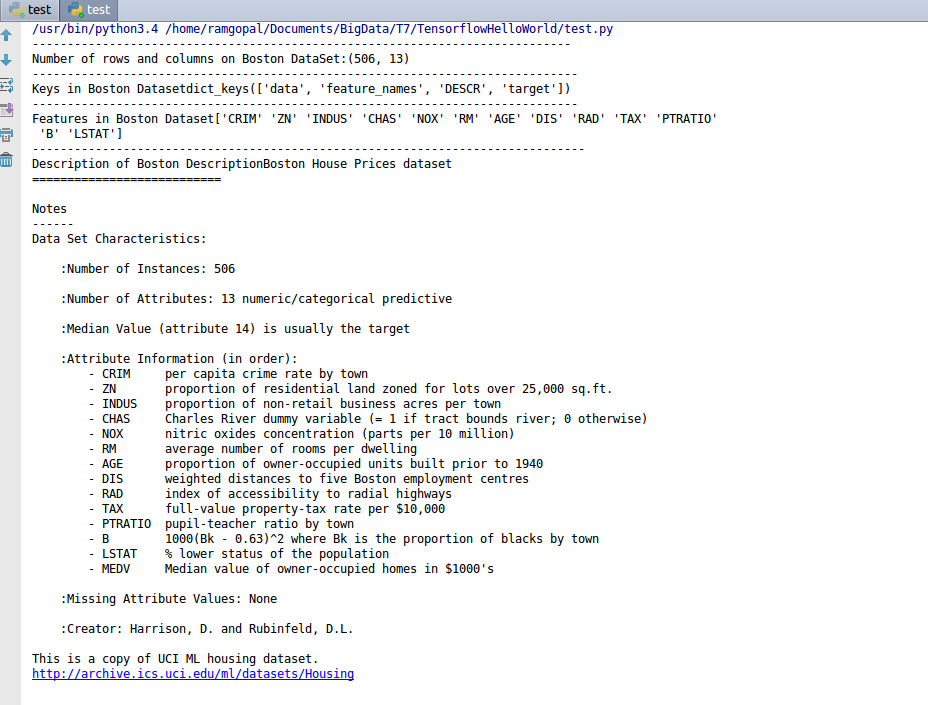 test test
/usr/bin/python3.4 /home/ramgopal/Documents/BigData/T7/TensorflowHelloWorld/test.py
-----------------------------------------------------------------------------
Number of rows and columns on Boston DataSet:(506, 13)
------------------------------------------------------------------------------
Keys in Boston Datasetdict_keys(['data', 'feature_names', 'DESCR', 'target'])
------------------------------------------------------------------------------
Features in Boston Dataset['CRIM' 'ZN' 'INDUS' 'CHAS' 'NOX' 'RM' 'AGE' 'DIS' 'RAD' 'TAX' 'PTRATIO'
 'B' 'LSTAT']
-------------------------------------------------------------------------------
Description of Boston DescriptionBoston House Prices dataset
===========================
Notes
------
Data Set Characteristics:
    :Number of Instances: 506
    :Number of Attributes: 13 numeric/categorical predictive
    :Median Value (attribute 14) is usually the target
    :Attribute Information (in order):
        - CRIM     per capita crime rate by town
        - ZN       proportion of residential land zoned for lots over 25,000 sq.ft.
        - INDUS    proportion of non-retail business acres per town
        - CHAS     Charles River dummy variable (= 1 if tract bounds river; 0 otherwise)
        - NOX      nitric oxides concentration (parts per 10 million)
        - RM       average number of rooms per dwelling
        - AGE      proportion of owner-occupied units built prior to 1940
        - DIS      weighted distances to five Boston employment centres
        - RAD      index of accessibility to radial highways
        - TAX      full-value property-tax rate per $10,000
        - PTRATIO  pupil-teacher ratio by town
        - B        1000(Bk - 0.63)^2 where Bk is the proportion of blacks by town
        - LSTAT    % lower status of the population
        - MEDV     Median value of owner-occupied homes in $1000's
    :Missing Attribute Values: None
    :Creator: Harrison, D. and Rubinfeld, D.L.
This is a copy of UCI ML housing dataset.
http://archive.ics.uci.edu/ml/datasets/Housing